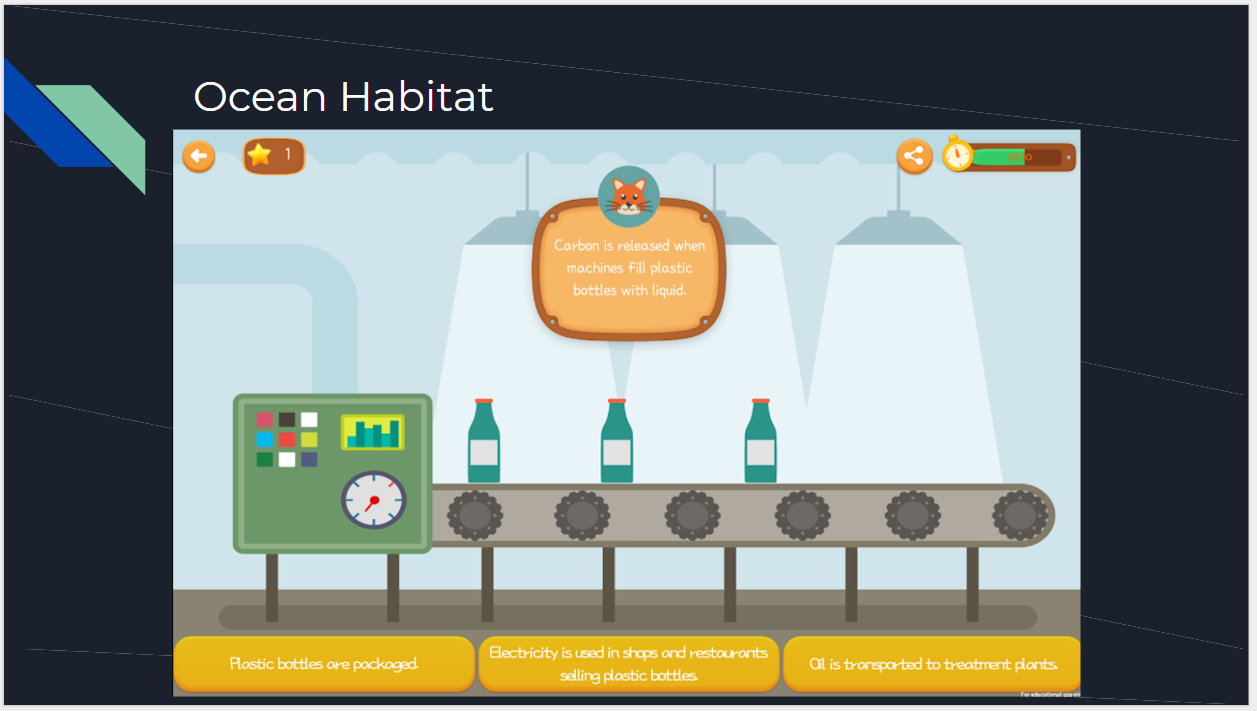 Ocean Habitat
1
Carbon is released when
machines fill plastic
bottles with liquid.
Plastic bottles are packaged.
Electricity is used in shops and restaurants
selling plastic bottles.
Oil is transported to treatment plants.
For educational use on